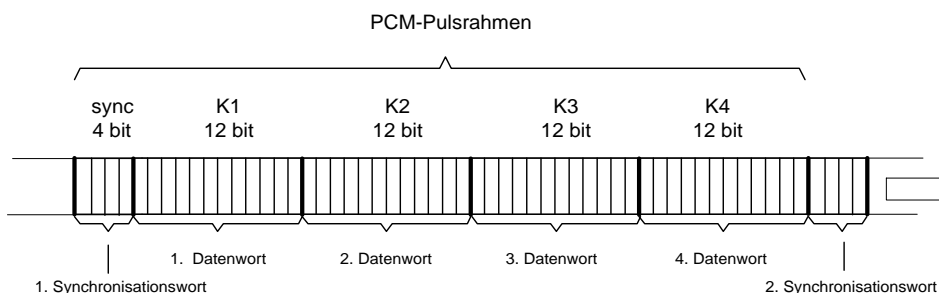 PCM-Pulsrahmen
sync K1 K2 K3 K4
4 bit 12 bit 12 bit 12 bit 12 bit
1. Datenwort 2. Datenwort 3. Datenwort 4. Datenwort
1. Synchronisationswort 2. Synchronisationswort